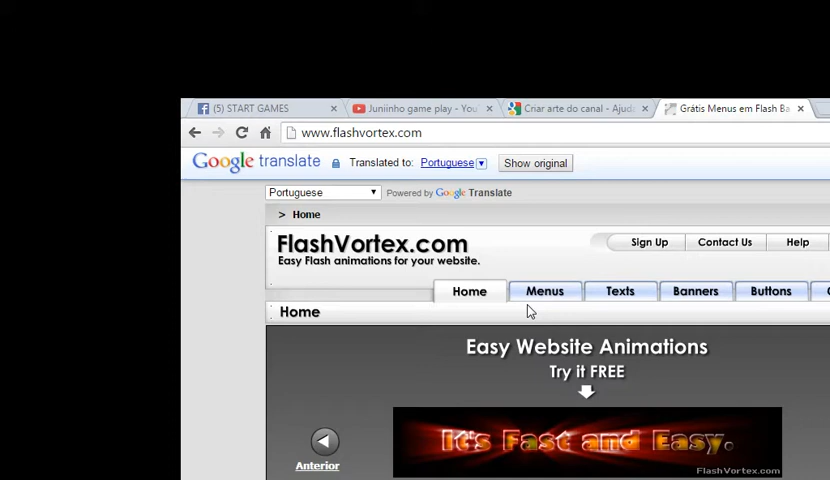 (5) START GAMES
Juniinho game play - You
Criar arte do canal - Ajuda
Grátis Menus em Flash Ba
www.flashvortex.com
Google translate
Translated to: Portuguese
Show original
Portuguese
Powered by Google Translate
> Home
FlashVortex.com
Easy Flash animations for your website.
Sign Up
Contact Us
Help
Home
Menus
Texts
Banners
Buttons
Home
Easy Website Animations
Try it FREE
It's Fast and Easy.
Anterior
FlashVortex.com